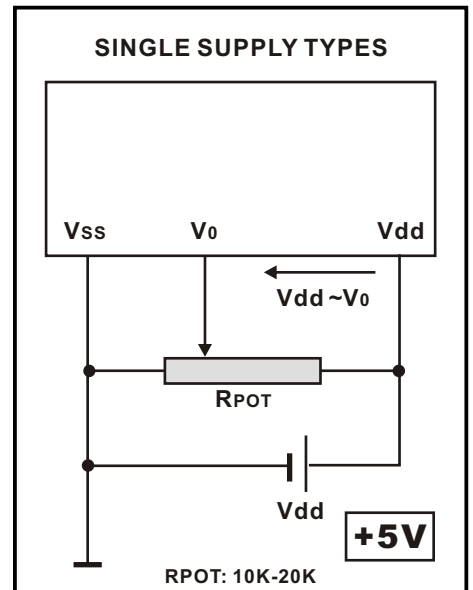 SINGLE SUPPLY TYPES
Vss V0 Vdd
Vdd ~V0
RPOT
Vdd
+5V
RPOT: 10K-20K